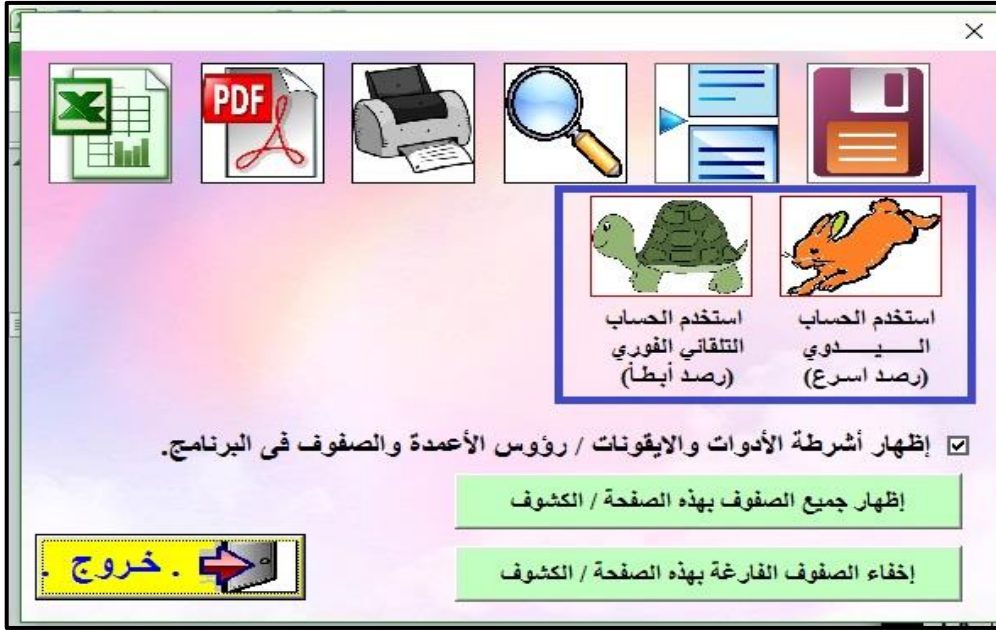 PDF
استخدم الحساب
الـــيـــدوي
(رصد اسرع)
استخدم الحساب
التلقائي الفوري
(رصد أبطأ)
إظهار أشرطة الأدوات والايقونات / رؤوس الأعمدة والصفوف فى البرنامج.
إظهار جميع الصفوف بهذه الصفحة / الكشوف
إخفاء الصفوف الفارغة بهذه الصفحة / الكشوف
. خروج .